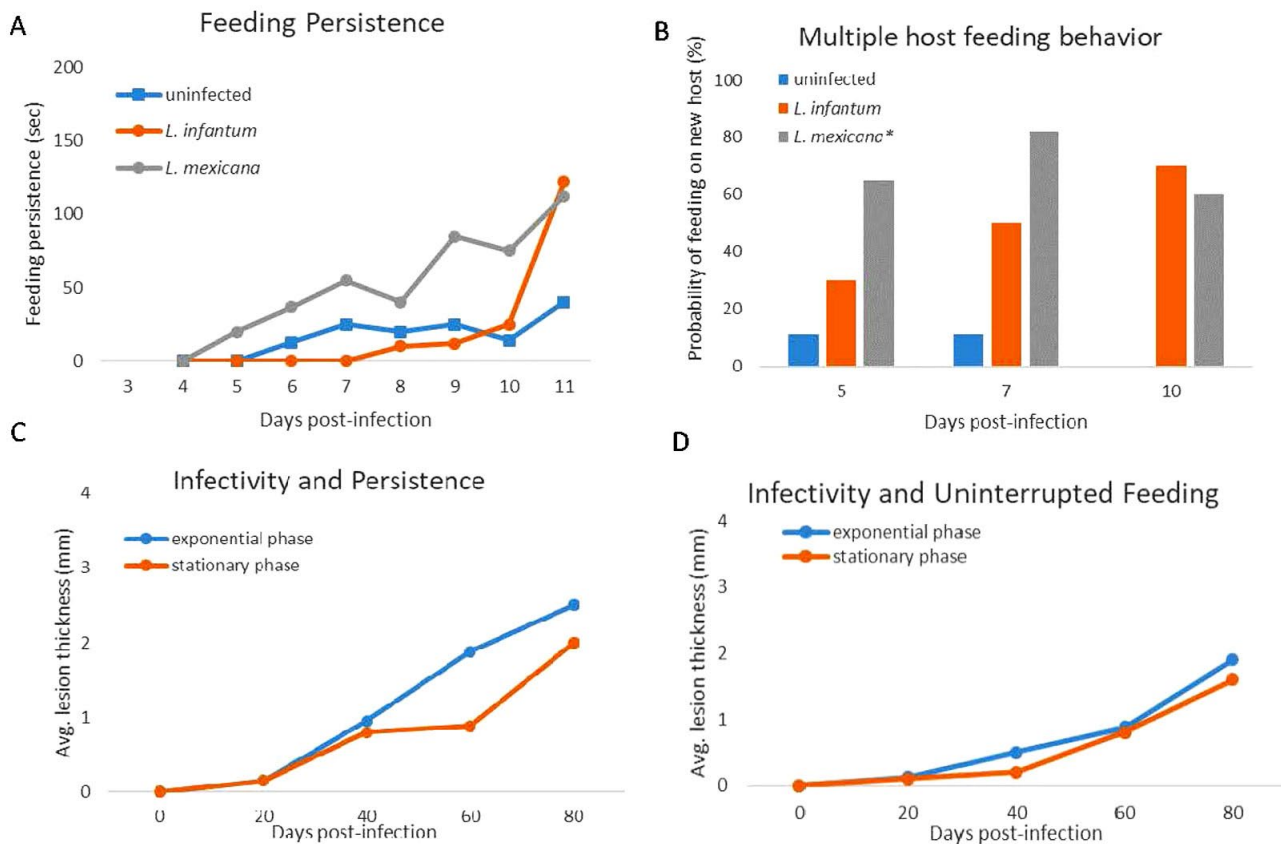 A
Feeding Persistence
200
150
100
50
0
Feeding persistence (sec)
uninfected
L. infantum
L. mexicana
3 4 5 6 7 8 9 10 11
Days post-infection
B
Multiple host feeding behavior
100
80
60
40
20
0
Probability of feeding on new host (%)
uninfected
L. infantum
L. mexicana*
5 7 10
Days post-infection
C
Infectivity and Persistence
4
3
2
1
0
Avg. lesion thickness (mm)
exponential phase
stationary phase
0 20 40 60 80
Days post-infection
D
Infectivity and Uninterrupted Feeding
4
3
2
1
0
Avg. lesion thickness (mm)
exponential phase
stationary phase
0 20 40 60 80
Days post-infection